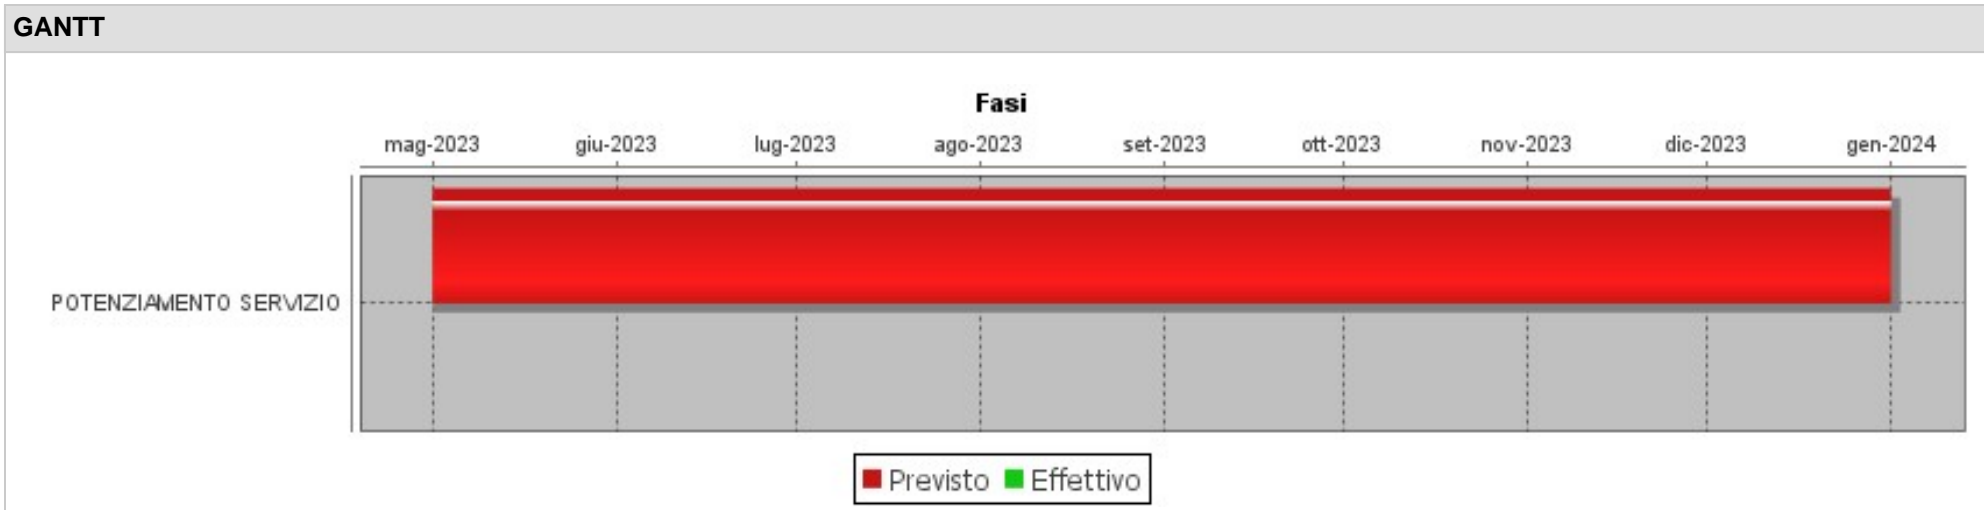 GANTT
Fasi
mag-2023 giu-2023 lug-2023 ago-2023 set-2023 ott-2023 nov-2023 dic-2023 gen-2024
POTENZIAMENTO SERVIZIO
Previsto Effettivo